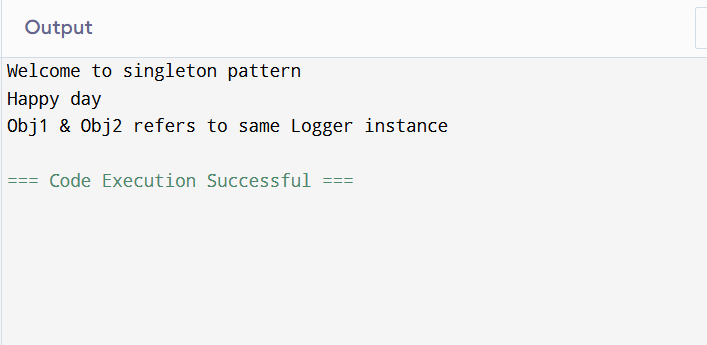 Output
Welcome to singleton pattern
Happy day
Obj1 & Obj2 refers to same Logger instance
=== Code Execution Successful ===